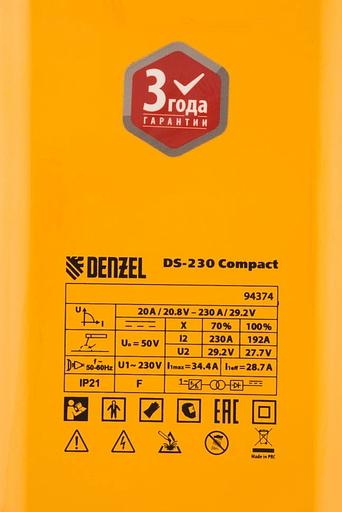 3 года
ГАРАНТИИ
DENZEL DS-230 Compact
94374
U I 20A / 20.8V – 230 A / 29.2V
X 70% 100%
U₀ = 50V I2 230A 192A
U2 29.2V 27.7V
1~ 50-60Hz U1~ 230V I1max = 34.4A I1eff = 28.7A
IP21 F 1~
EAC
Made in PRC